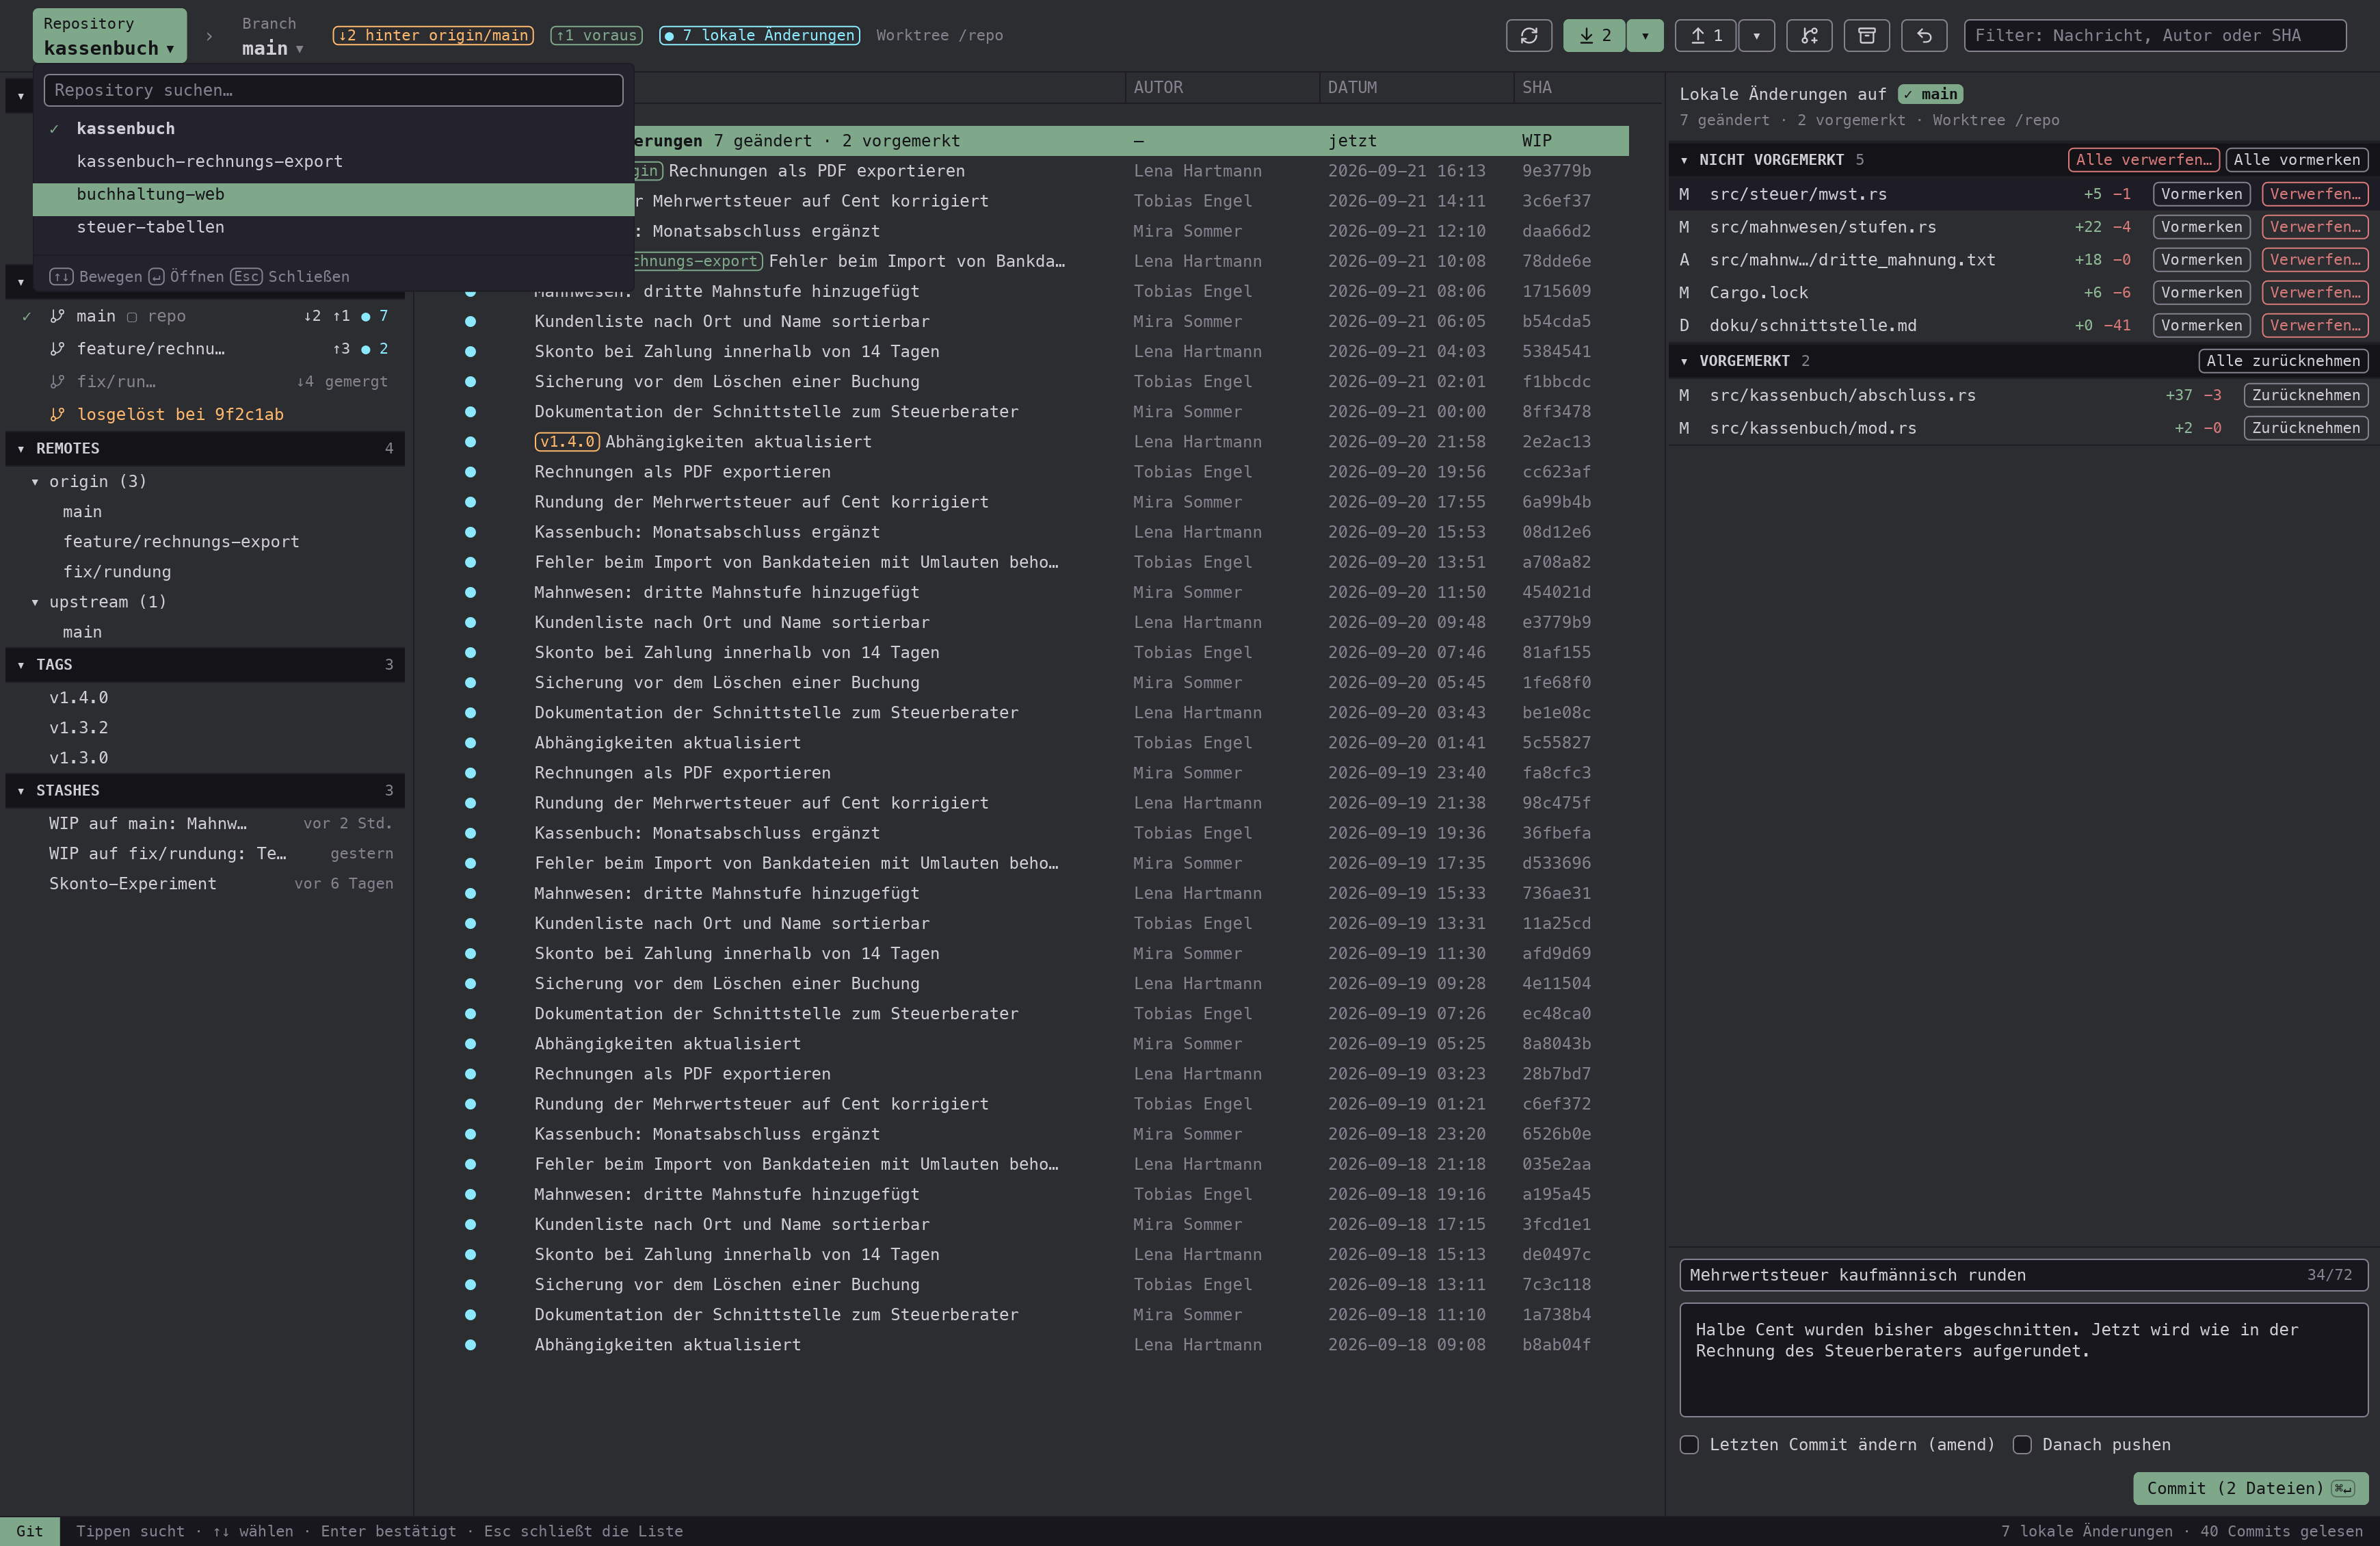 Repository
kassenbuch ▾
›
Branch
main ▾
↓2 hinter origin/main
↑1 voraus
● 7 lokale Änderungen
Worktree /repo
2 ▾
1 ▾
Filter: Nachricht, Autor oder SHA
Repository suchen…
✓ kassenbuch
kassenbuch-rechnungs-export
buchhaltung-web
steuer-tabellen
↑↓ Bewegen ↵ Öffnen Esc Schließen
✓ main ▢ repo ↓2 ↑1 ● 7
feature/rechnu… ↑3 ● 2
fix/run… ↓4 gemergt
losgelöst bei 9f2c1ab
▾ REMOTES 4
▾ origin (3)
main
feature/rechnungs-export
fix/rundung
▾ upstream (1)
main
▾ TAGS 3
v1.4.0
v1.3.2
v1.3.0
▾ STASHES 3
WIP auf main: Mahnw… vor 2 Std.
WIP auf fix/rundung: Te… gestern
Skonto-Experiment vor 6 Tagen
AUTOR DATUM SHA
erungen 7 geändert · 2 vorgemerkt — jetzt WIP
gin Rechnungen als PDF exportieren Lena Hartmann 2026-09-21 16:13 9e3779b
r Mehrwertsteuer auf Cent korrigiert Tobias Engel 2026-09-21 14:11 3c6ef37
: Monatsabschluss ergänzt Mira Sommer 2026-09-21 12:10 daa66d2
chnungs-export Fehler beim Import von Bankda… Lena Hartmann 2026-09-21 10:08 78dde6e
Mahnwesen: dritte Mahnstufe hinzugefügt Tobias Engel 2026-09-21 08:06 1715609
Kundenliste nach Ort und Name sortierbar Mira Sommer 2026-09-21 06:05 b54cda5
Skonto bei Zahlung innerhalb von 14 Tagen Lena Hartmann 2026-09-21 04:03 5384541
Sicherung vor dem Löschen einer Buchung Tobias Engel 2026-09-21 02:01 f1bbcdc
Dokumentation der Schnittstelle zum Steuerberater Mira Sommer 2026-09-21 00:00 8ff3478
v1.4.0 Abhängigkeiten aktualisiert Lena Hartmann 2026-09-20 21:58 2e2ac13
Rechnungen als PDF exportieren Tobias Engel 2026-09-20 19:56 cc623af
Rundung der Mehrwertsteuer auf Cent korrigiert Mira Sommer 2026-09-20 17:55 6a99b4b
Kassenbuch: Monatsabschluss ergänzt Lena Hartmann 2026-09-20 15:53 08d12e6
Fehler beim Import von Bankdateien mit Umlauten beho… Tobias Engel 2026-09-20 13:51 a708a82
Mahnwesen: dritte Mahnstufe hinzugefügt Mira Sommer 2026-09-20 11:50 454021d
Kundenliste nach Ort und Name sortierbar Lena Hartmann 2026-09-20 09:48 e3779b9
Skonto bei Zahlung innerhalb von 14 Tagen Tobias Engel 2026-09-20 07:46 81af155
Sicherung vor dem Löschen einer Buchung Mira Sommer 2026-09-20 05:45 1fe68f0
Dokumentation der Schnittstelle zum Steuerberater Lena Hartmann 2026-09-20 03:43 be1e08c
Abhängigkeiten aktualisiert Tobias Engel 2026-09-20 01:41 5c55827
Rechnungen als PDF exportieren Mira Sommer 2026-09-19 23:40 fa8cfc3
Rundung der Mehrwertsteuer auf Cent korrigiert Lena Hartmann 2026-09-19 21:38 98c475f
Kassenbuch: Monatsabschluss ergänzt Tobias Engel 2026-09-19 19:36 36fbefa
Fehler beim Import von Bankdateien mit Umlauten beho… Mira Sommer 2026-09-19 17:35 d533696
Mahnwesen: dritte Mahnstufe hinzugefügt Lena Hartmann 2026-09-19 15:33 736ae31
Kundenliste nach Ort und Name sortierbar Tobias Engel 2026-09-19 13:31 11a25cd
Skonto bei Zahlung innerhalb von 14 Tagen Mira Sommer 2026-09-19 11:30 afd9d69
Sicherung vor dem Löschen einer Buchung Lena Hartmann 2026-09-19 09:28 4e11504
Dokumentation der Schnittstelle zum Steuerberater Tobias Engel 2026-09-19 07:26 ec48ca0
Abhängigkeiten aktualisiert Mira Sommer 2026-09-19 05:25 8a8043b
Rechnungen als PDF exportieren Lena Hartmann 2026-09-19 03:23 28b7bd7
Rundung der Mehrwertsteuer auf Cent korrigiert Tobias Engel 2026-09-19 01:21 c6ef372
Kassenbuch: Monatsabschluss ergänzt Mira Sommer 2026-09-18 23:20 6526b0e
Fehler beim Import von Bankdateien mit Umlauten beho… Lena Hartmann 2026-09-18 21:18 035e2aa
Mahnwesen: dritte Mahnstufe hinzugefügt Tobias Engel 2026-09-18 19:16 a195a45
Kundenliste nach Ort und Name sortierbar Mira Sommer 2026-09-18 17:15 3fcd1e1
Skonto bei Zahlung innerhalb von 14 Tagen Lena Hartmann 2026-09-18 15:13 de0497c
Sicherung vor dem Löschen einer Buchung Tobias Engel 2026-09-18 13:11 7c3c118
Dokumentation der Schnittstelle zum Steuerberater Mira Sommer 2026-09-18 11:10 1a738b4
Abhängigkeiten aktualisiert Lena Hartmann 2026-09-18 09:08 b8ab04f
Lokale Änderungen auf ✓ main
7 geändert · 2 vorgemerkt · Worktree /repo
▾ NICHT VORGEMERKT 5 Alle verwerfen… Alle vormerken
M src/steuer/mwst.rs +5 −1 Vormerken Verwerfen…
M src/mahnwesen/stufen.rs +22 −4 Vormerken Verwerfen…
A src/mahnw…/dritte_mahnung.txt +18 −0 Vormerken Verwerfen…
M Cargo.lock +6 −6 Vormerken Verwerfen…
D doku/schnittstelle.md +0 −41 Vormerken Verwerfen…
▾ VORGEMERKT 2 Alle zurücknehmen
M src/kassenbuch/abschluss.rs +37 −3 Zurücknehmen
M src/kassenbuch/mod.rs +2 −0 Zurücknehmen
Mehrwertsteuer kaufmännisch runden 34/72
Halbe Cent wurden bisher abgeschnitten. Jetzt wird wie in der
Rechnung des Steuerberaters aufgerundet.
Letzten Commit ändern (amend) Danach pushen
Commit (2 Dateien) ⌘↵
Git Tippen sucht · ↑↓ wählen · Enter bestätigt · Esc schließt die Liste
7 lokale Änderungen · 40 Commits gelesen